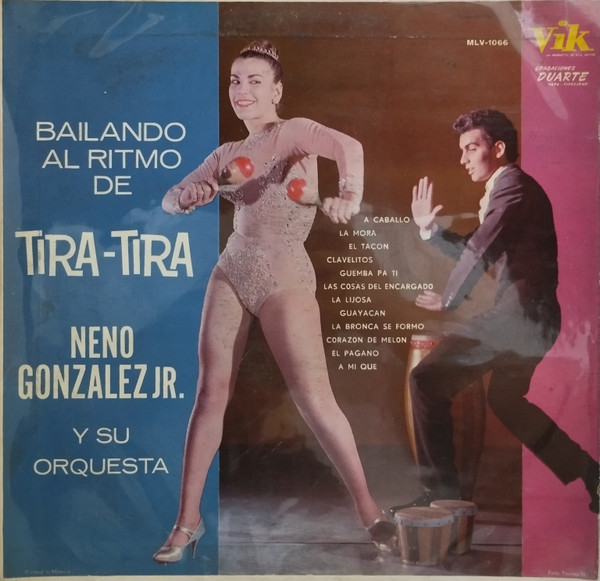 MLV-1066
Vik
GRABACIONES
DUARTE
BAILANDO
AL RITMO
DE
TIRA-TIRA
NENO
GONZALEZ JR.
Y SU
ORQUESTA
A CABALLO
LA MORA
EL TACON
CLAVELITOS
GUEMBA PA TI
LAS COSAS DEL ENCARGADO
LA LIJOSA
GUAYACAN
LA BRONCA SE FORMO
CORAZON DE MELON
EL PAGANO
A MI QUE